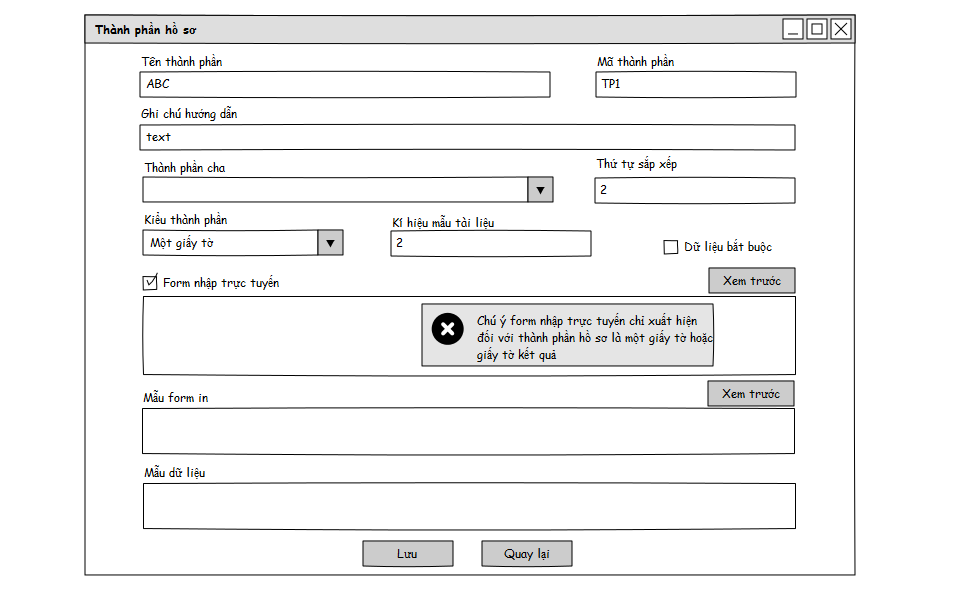 Thành phần hồ sơ
Tên thành phần
Mã thành phần
ABC
TP1
Ghi chú hướng dẫn
text
Thành phần cha
Thứ tự sắp xếp
2
Kiểu thành phần
Kí hiệu mẫu tài liệu
Một giấy tờ
2
Dữ liệu bắt buộc
Form nhập trực tuyến
Xem trước
Chú ý form nhập trực tuyến chỉ xuất hiện
đối với thành phần hồ sơ là một giấy tờ hoặc
giấy tờ kết quả
Mẫu form in
Xem trước
Mẫu dữ liệu
Lưu
Quay lại